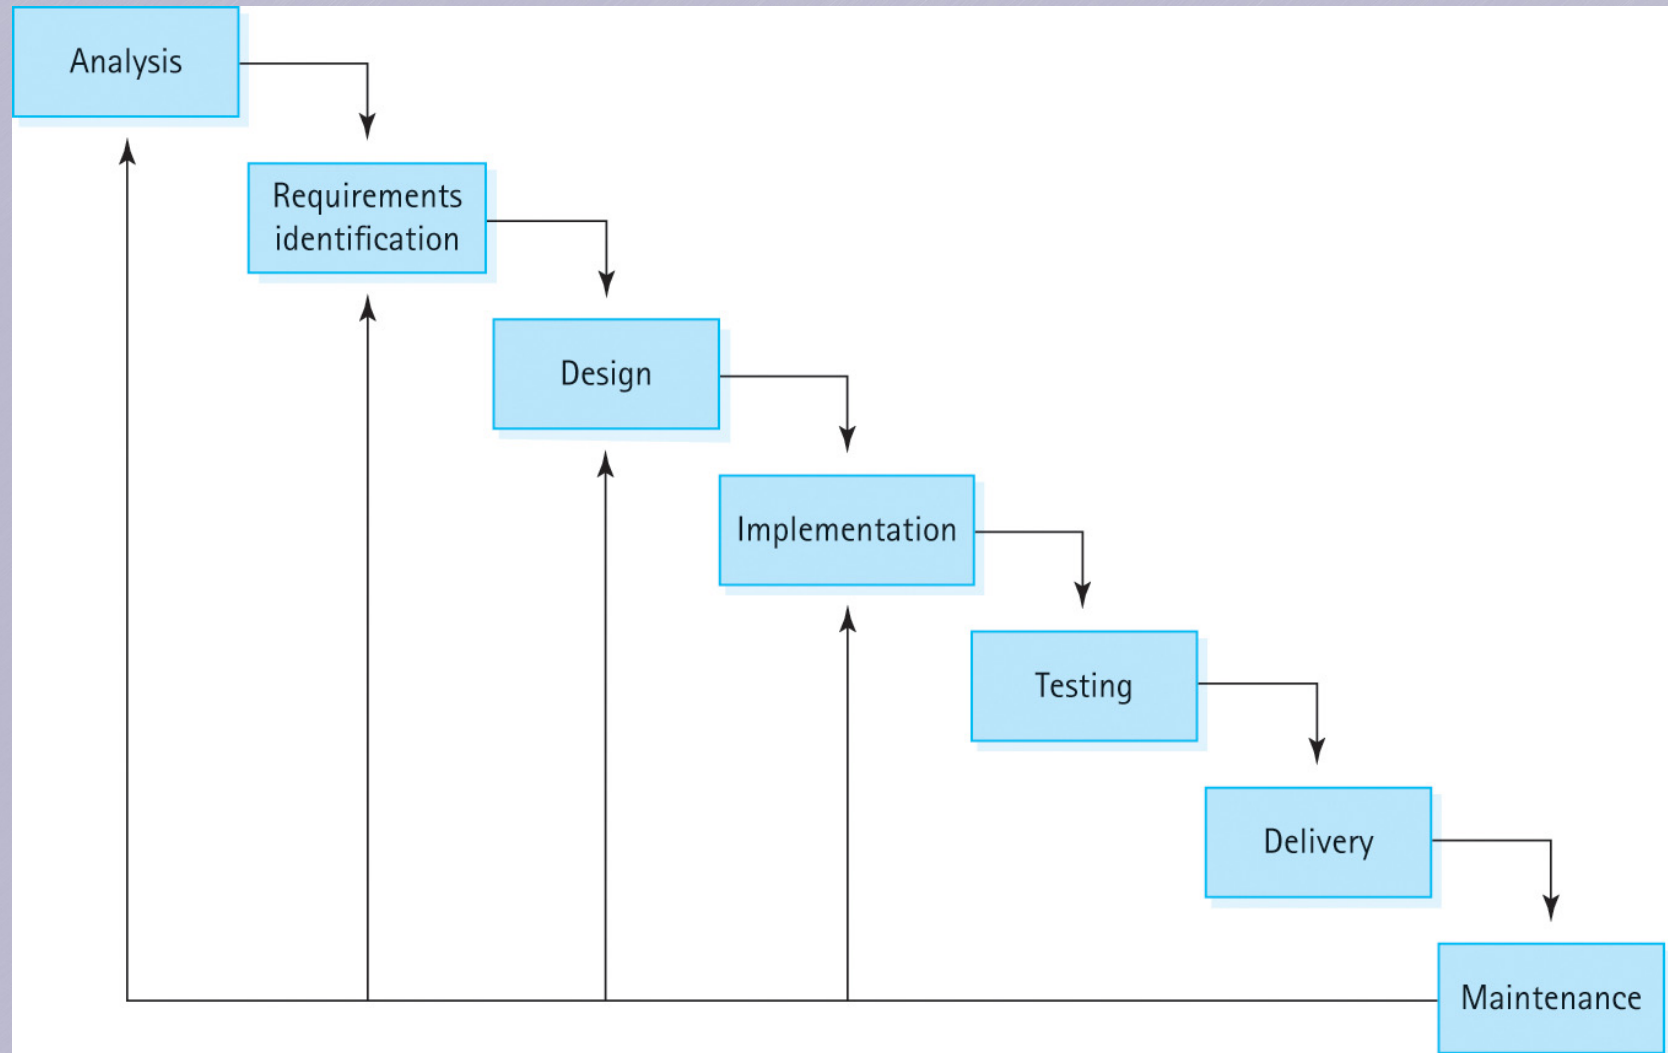 Analysis
Requirements
identification
Design
Implementation
Testing
Delivery
Maintenance